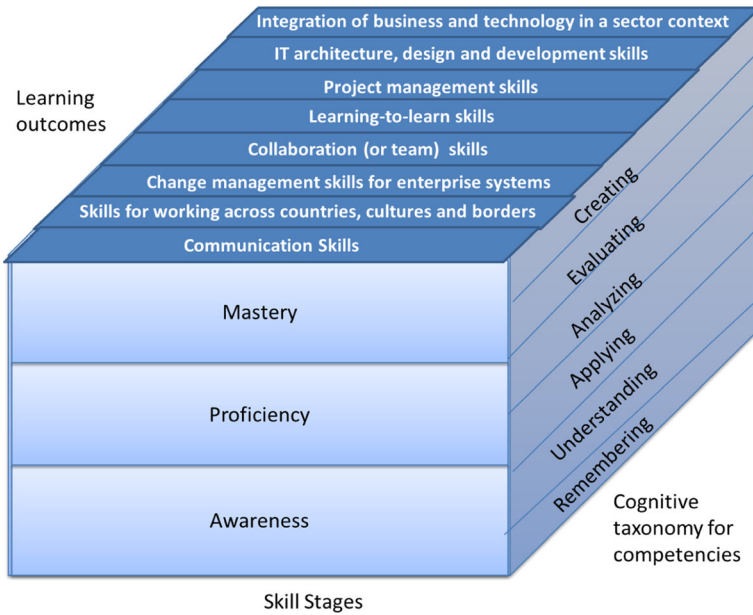 Integration of business and technology in a sector context
IT architecture, design and development skills
Project management skills
Learning
outcomes
Learning-to-learn skills
Collaboration (or team) skills
Change management skills for enterprise systems
Skills for working across countries, cultures and borders
Communication Skills
Mastery
Proficiency
Awareness
Creating
Evaluating
Analyzing
Applying
Understanding
Remembering
Cognitive
taxonomy for
competencies
Skill Stages